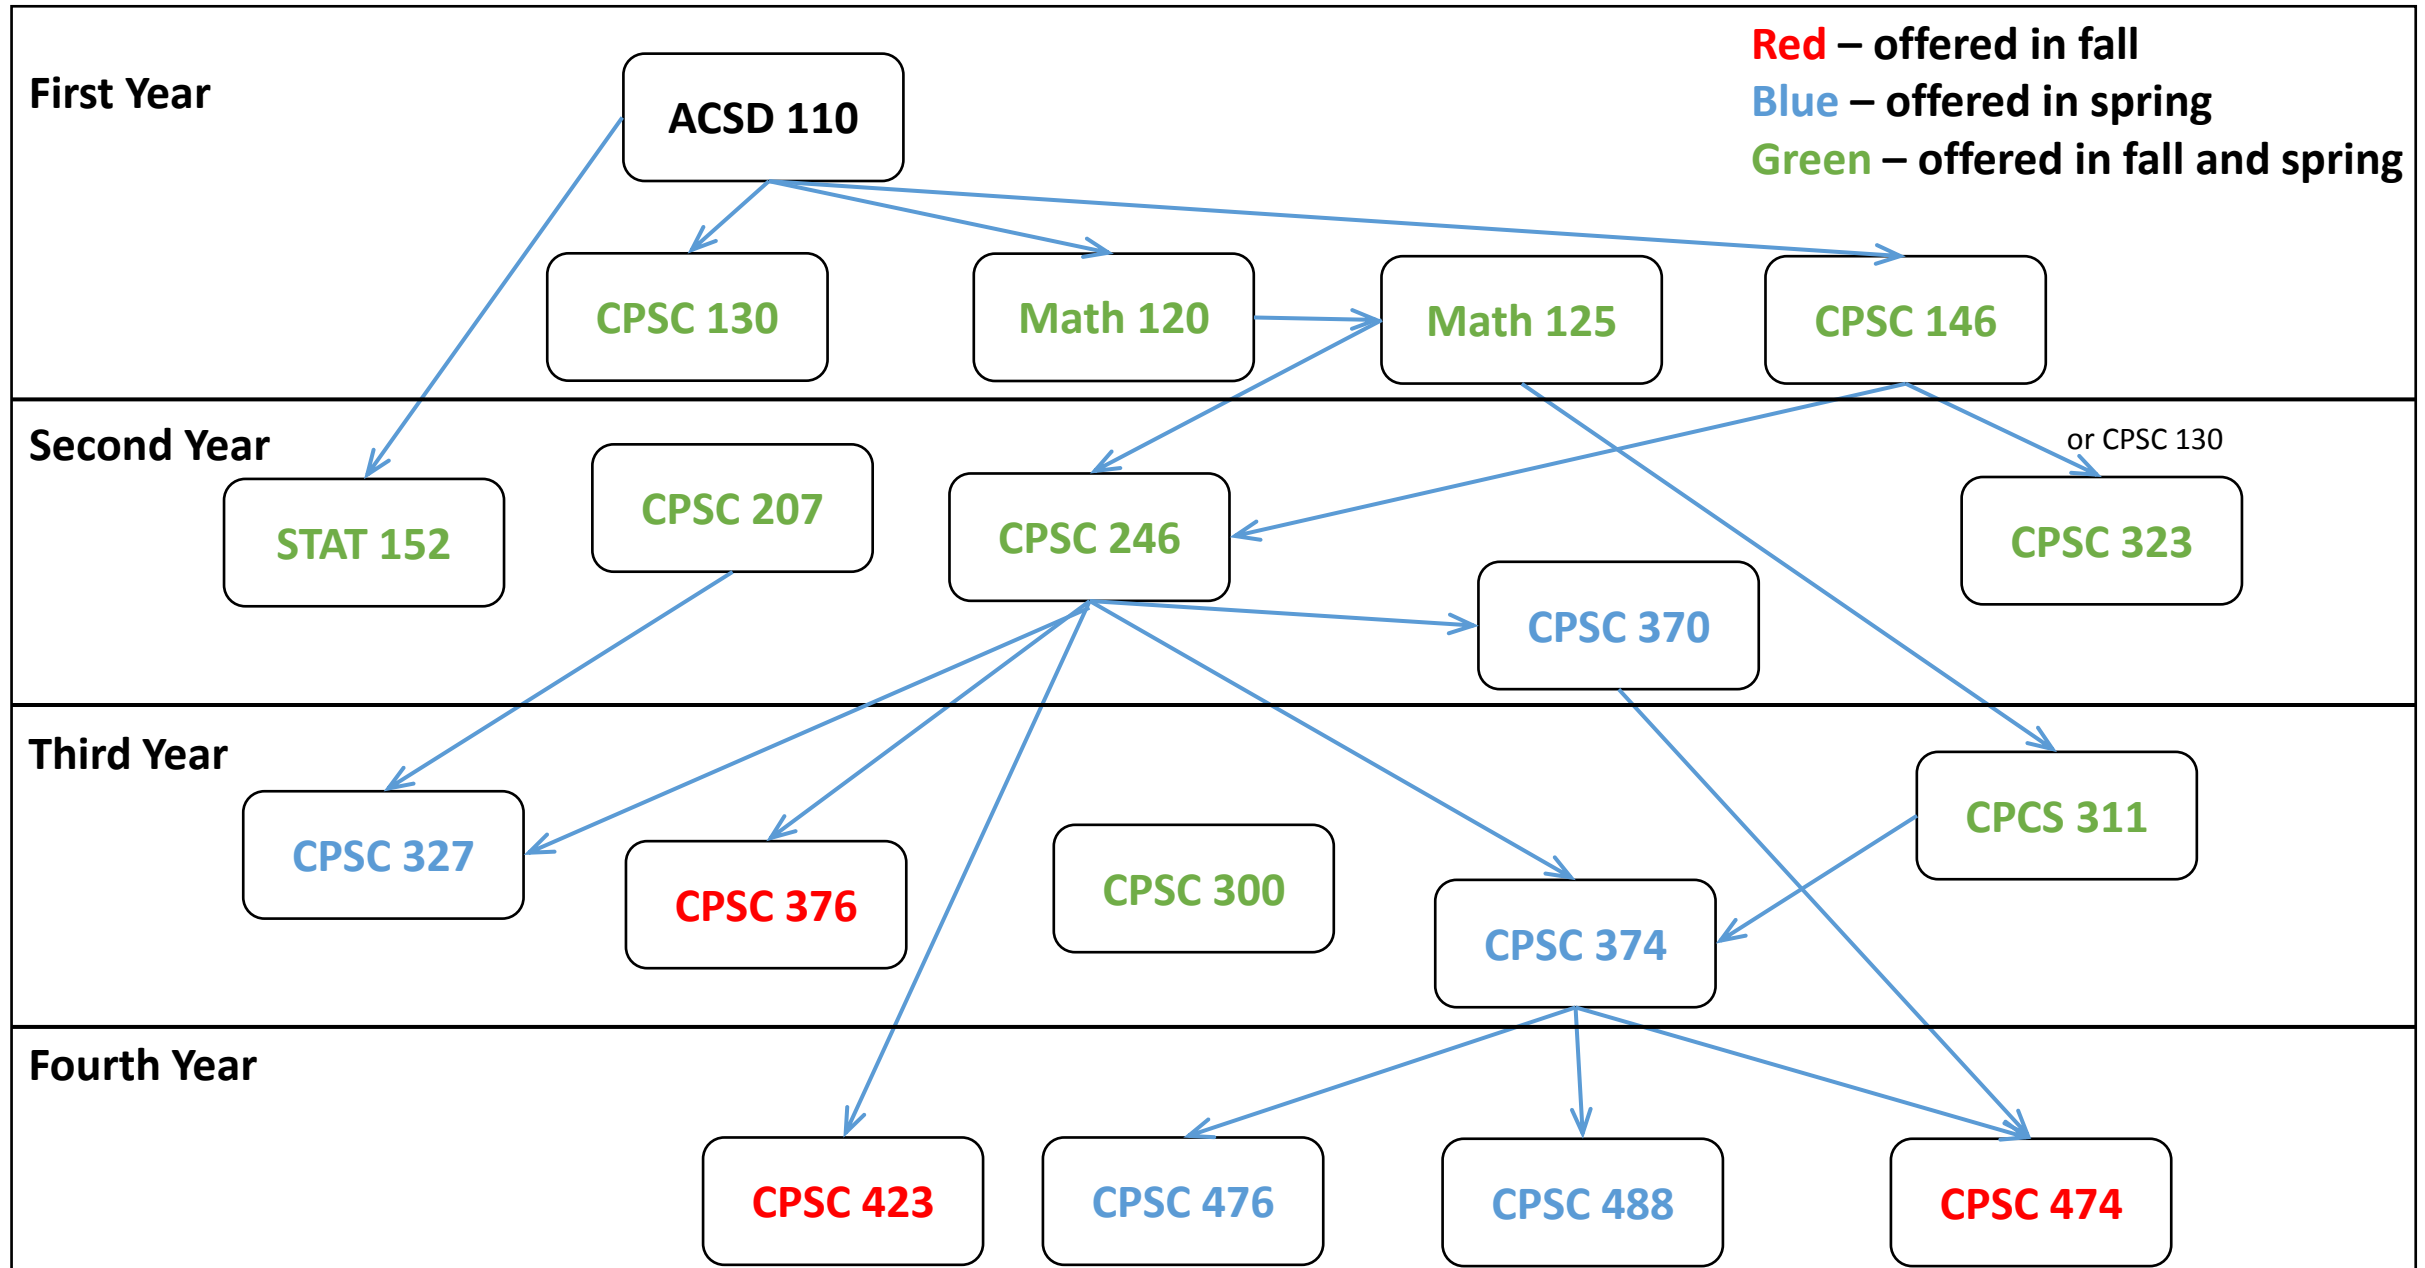 Red – offered in fall
Blue – offered in spring
Green – offered in fall and spring
First Year
ACSD 110
CPSC 130
Math 120
Math 125
CPSC 146
Second Year
or CPSC 130
STAT 152
CPSC 207
CPSC 246
CPSC 323
CPSC 370
Third Year
CPSC 327
CPSC 376
CPSC 300
CPSC 374
CPCS 311
Fourth Year
CPSC 423
CPSC 476
CPSC 488
CPSC 474